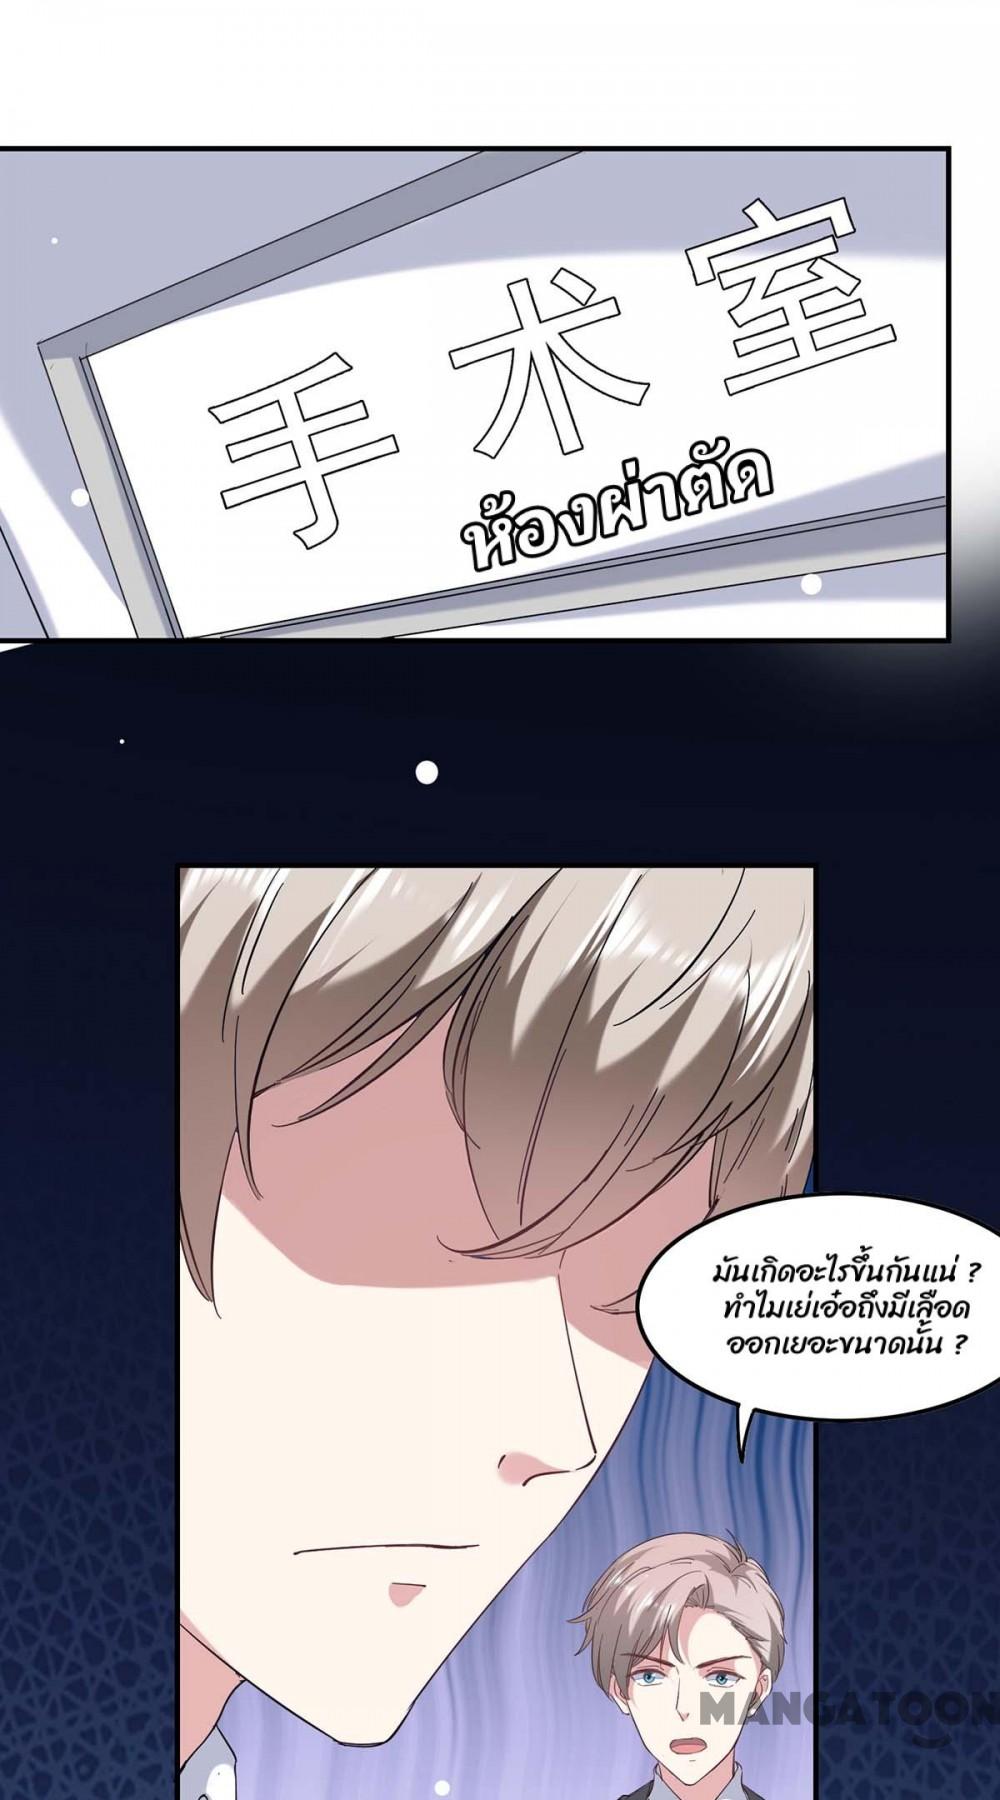 手术室
ห้องผ่าตัด
มันเกิดอะไรขึ้นกันแน่ ?
ทำไมเย่เอ๋อถึงมีเลือด
ออกเยอะขนาดนั้น ?
MANGATOON